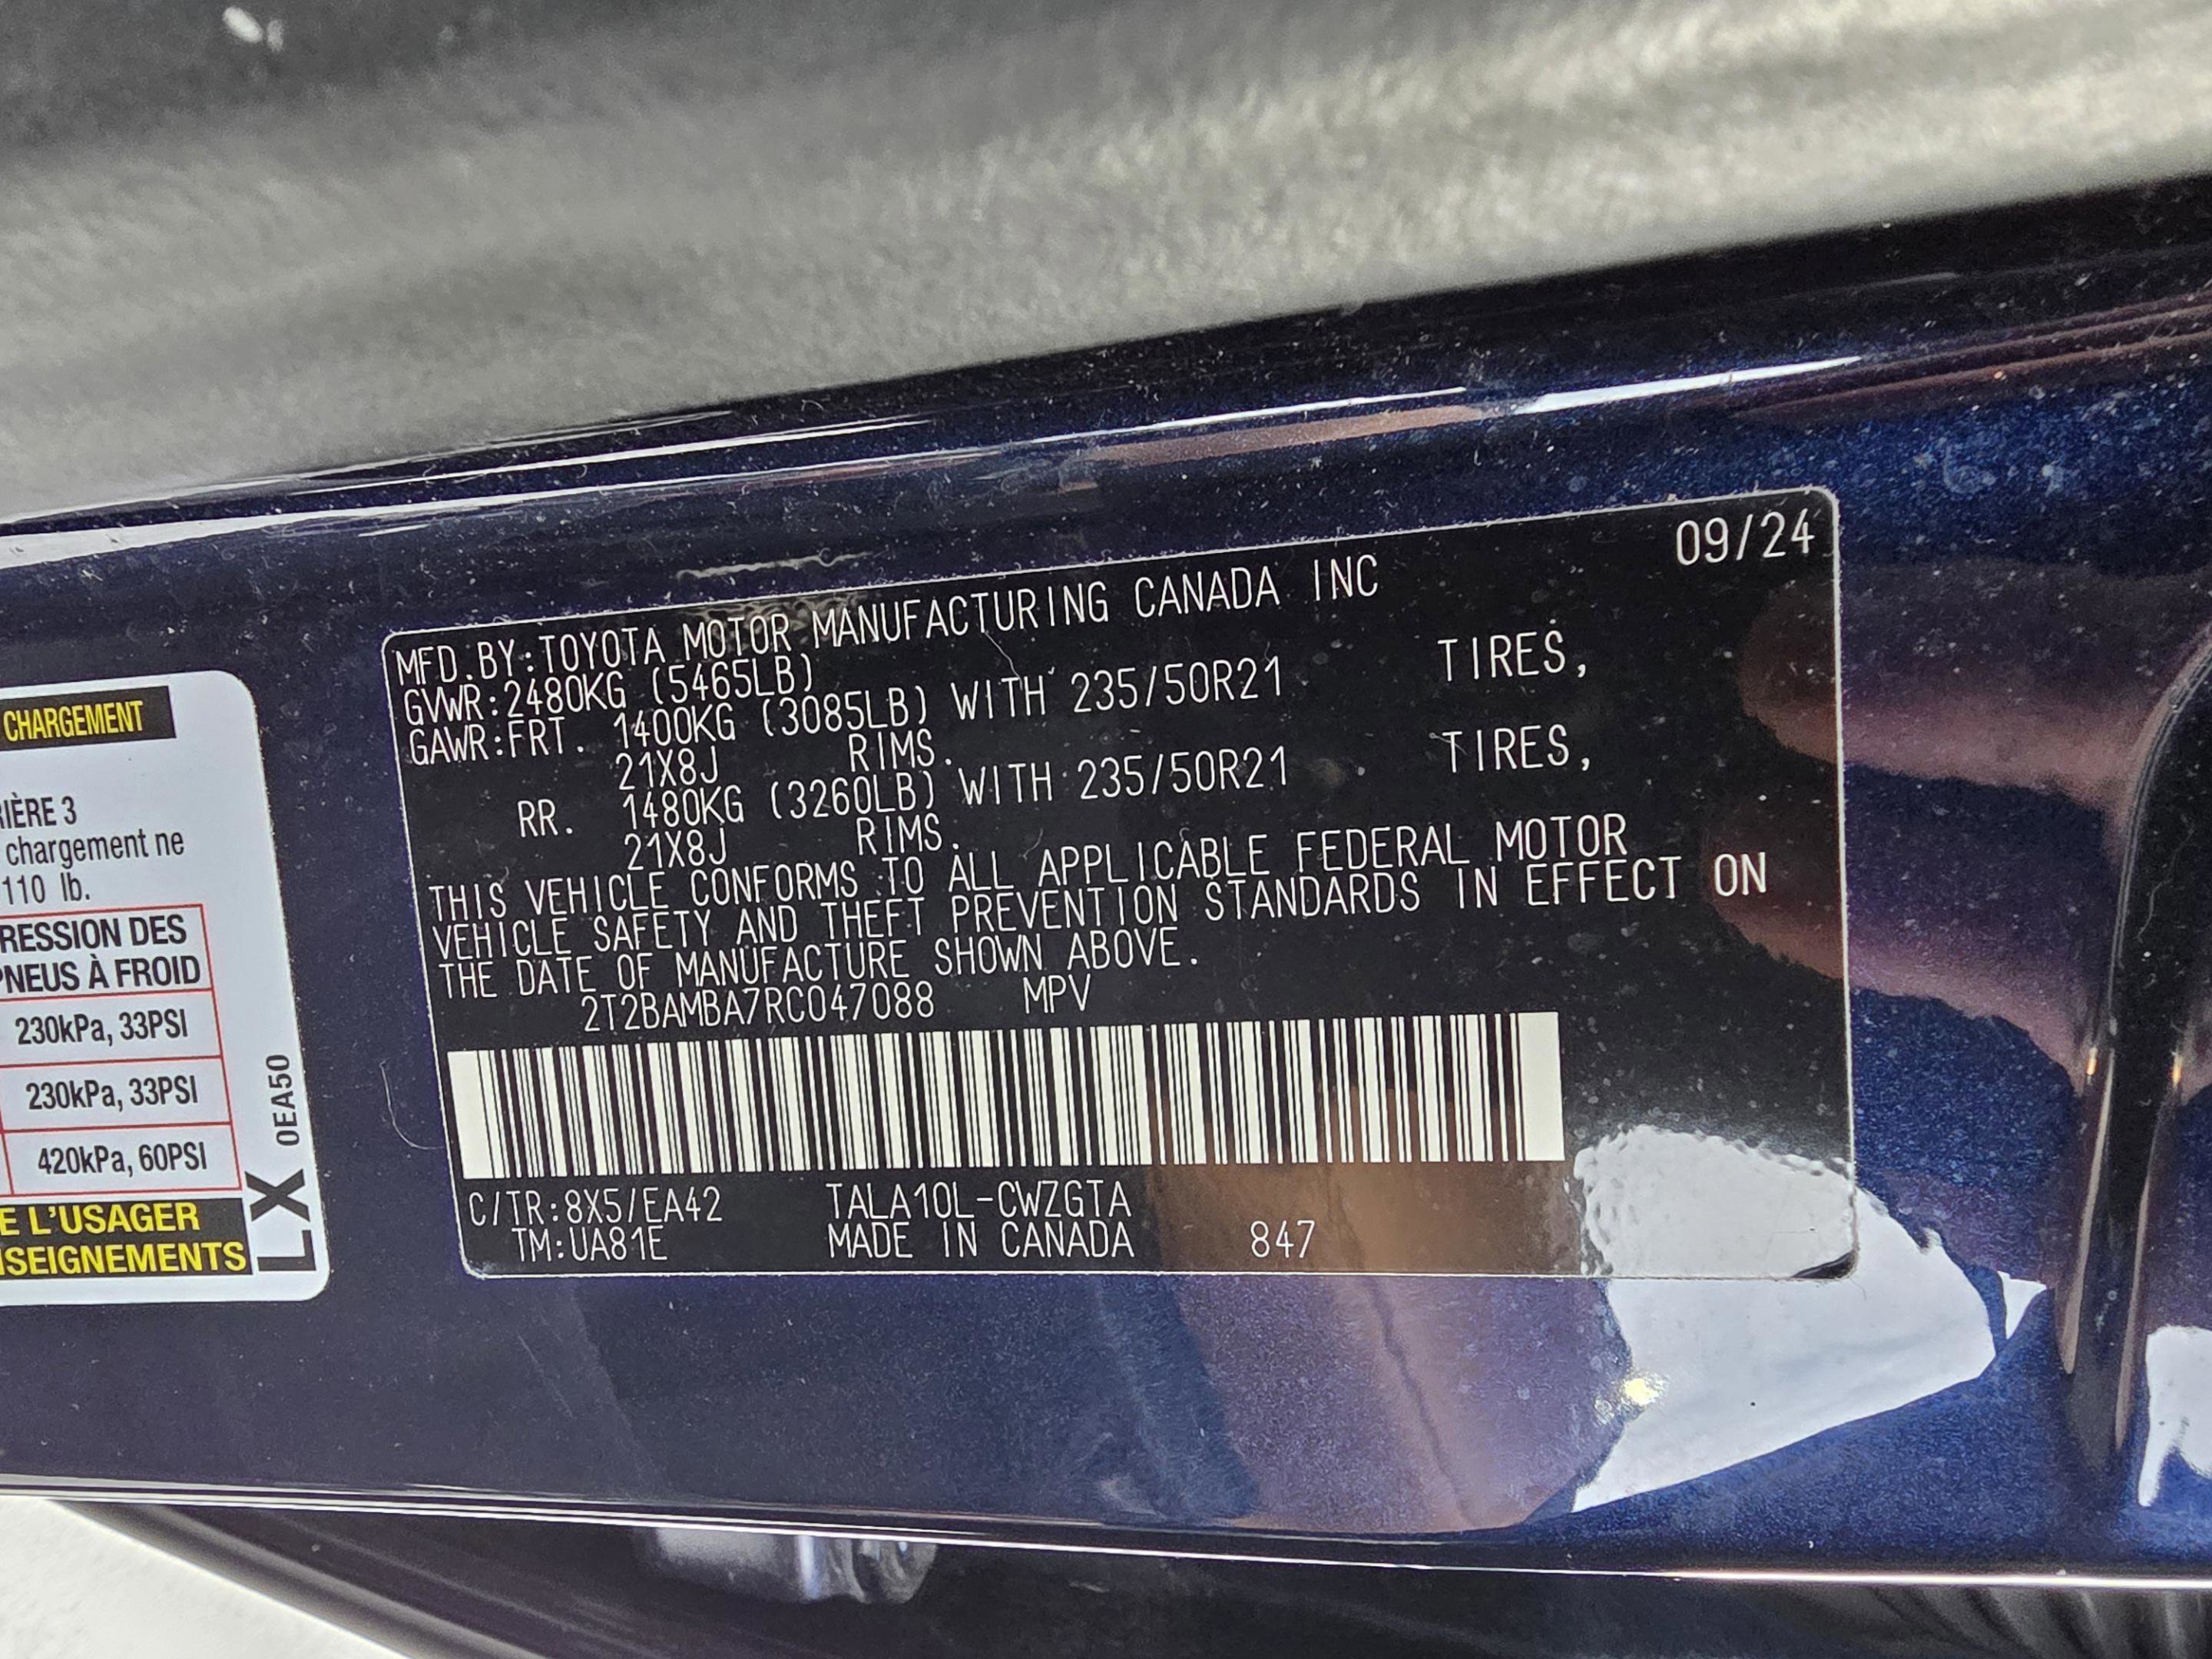 CHARGEMENT
RIÈRE 3
chargement ne
110 lb.
RESSION DES
PNEUS À FROID
230kPa, 33PSI
230kPa, 33PSI
420kPa, 60PSI
E L'USAGER
NSEIGNEMENTS
LX 0EA50
09/24
MFD.BY:TOYOTA MOTOR MANUFACTURING CANADA INC
GVWR:2480KG (5465LB)
GAWR:FRT. 1400KG (3085LB) WITH 235/50R21 TIRES,
21X8J RIMS.
RR. 1480KG (3260LB) WITH 235/50R21 TIRES,
21X8J RIMS.
THIS VEHICLE CONFORMS TO ALL APPLICABLE FEDERAL MOTOR
VEHICLE SAFETY AND THEFT PREVENTION STANDARDS IN EFFECT ON
THE DATE OF MANUFACTURE SHOWN ABOVE.
2T2BAMBA7RC047088 MPV
C/TR:8X5/EA42 TALA10L-CWZGTA
TM:UA81E MADE IN CANADA 847